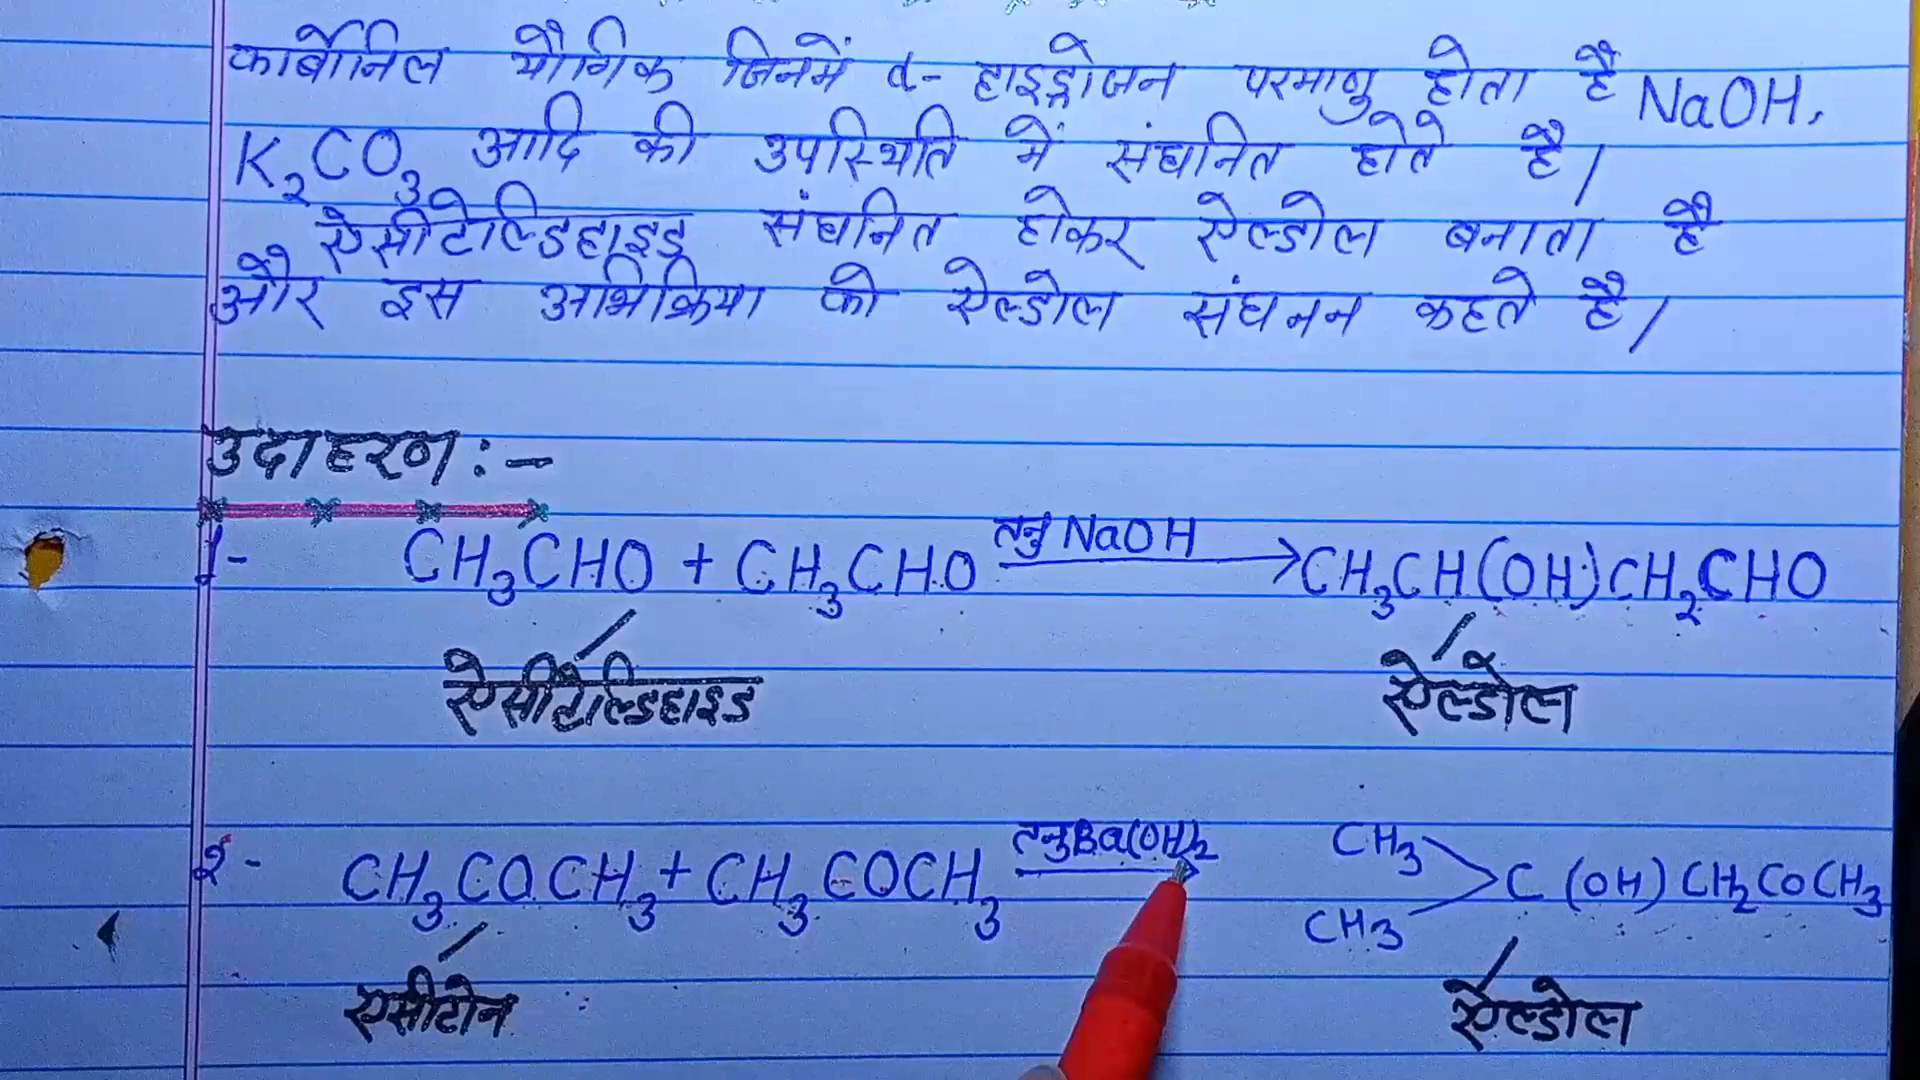 कार्बोनिल यौगिक जिनमें α- हाइड्रोजन परमाणु होता है NaOH,
K₂CO₃ आदि की उपस्थिति में संघनित होते है।
ऐसीटेल्डिहाइड संघनित होकर ऐल्डोल बनाता है
और इस अभिक्रिया को ऐल्डोल संघनन कहते है।
उदाहरण:-
1- CH₃CHO + CH₃CHO तनु NaOH → CH₃CH(OH)CH₂CHO
ऐसीटैल्डिहाइड ऐल्डोल
२- CH₃COCH₃ + CH₃COCH₃ तनु Ba(OH)₂ → CH₃ CH₃ >C (OH) CH₂COCH₃
एसीटोन ऐल्डोल